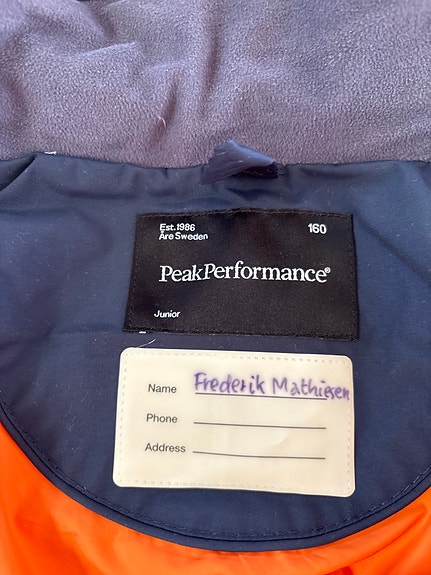 Est. 1986 160
Åre Sweden
PeakPerformance®
Junior
Name Frederik Mathiesen
Phone
Address